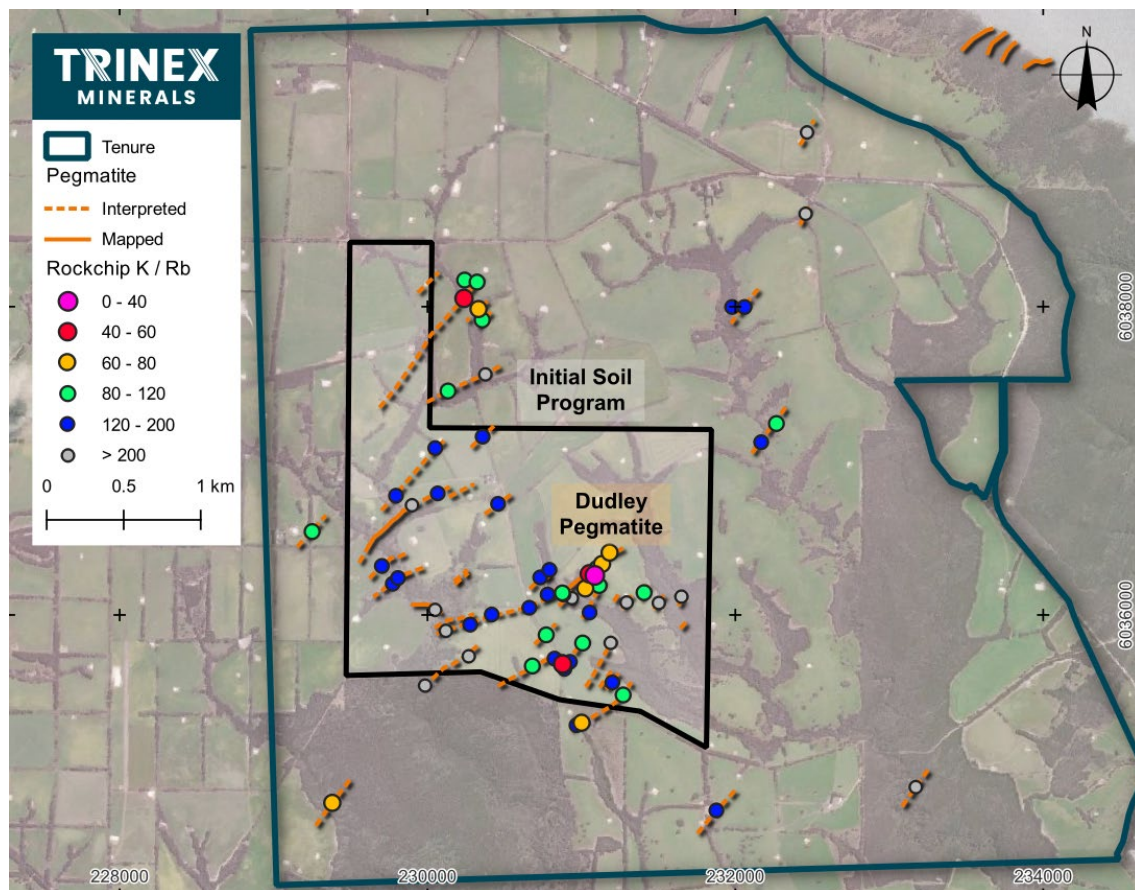 TRINEX
MINERALS
Tenure
Pegmatite
Interpreted
Mapped
Rockchip K / Rb
0 - 40
40 - 60
60 - 80
80 - 120
120 - 200
> 200
0 0.5 1 km
N
6038000
Initial Soil
Program
Dudley
Pegmatite
6036000
228000 230000 232000 234000